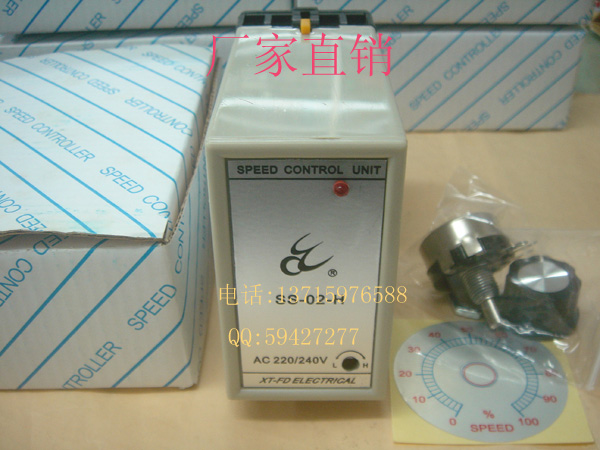 厂家直销
SPEED CONTROLLER
SPEED CONTROLLER
SPEED CONTROLLER
SPEED CONTROL UNIT
®
SS-02-H
电话:13715976588
QQ:59427277
AC 220/240V
L H
XT-FD ELECTRICAL
0 10 20 30 40 50 60 70 80 90 100
%
SPEED